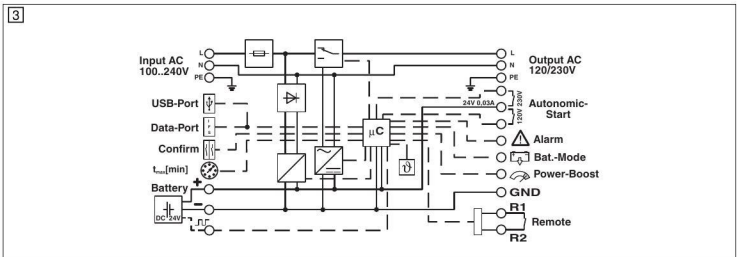 3
L
N
PE
Input AC
100..240V
L
N
PE
Output AC
120/230V
USB-Port
Data-Port
Confirm
tmax[min]
Battery
+
–
DC 24V
μC
ϑ
24V 0.03A
120V 230V
Autonomic-
Start
Alarm
Bat.-Mode
Power-Boost
GND
R1
R2
Remote